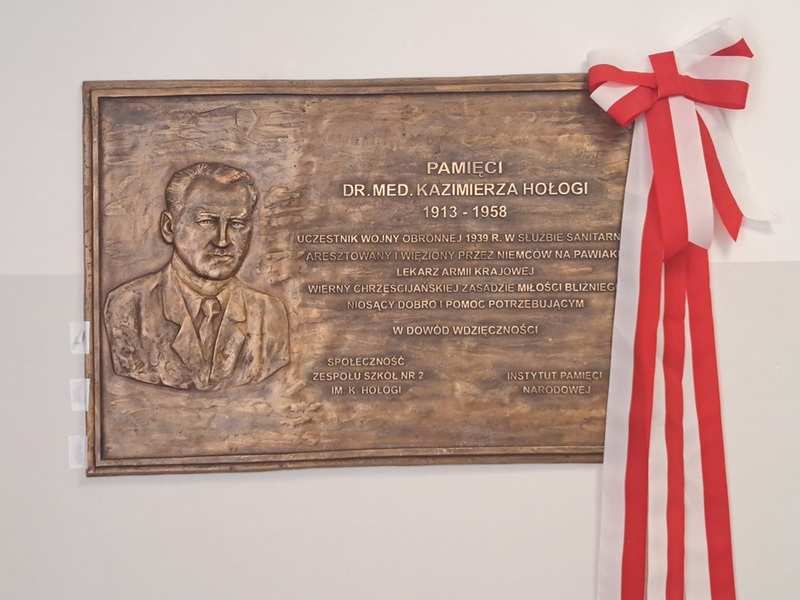 PAMIĘCI
DR. MED. KAZIMIERZA HOŁOGI
1913 - 1958
UCZESTNIK WOJNY OBRONNEJ 1939 R. W SŁUŻBIE SANITARN
ARESZTOWANY I WIĘZIONY PRZEZ NIEMCÓW NA PAWIAK
LEKARZ ARMII KRAJOWEJ
WIERNY CHRZEŚCIJAŃSKIEJ ZASADZIE MIŁOŚCI BLIŹNIEG
NIOSĄCY DOBRO I POMOC POTRZEBUJĄCYM
W DOWÓD WDZIĘCZNOŚCI
SPOŁECZNOŚĆ
ZESPOŁU SZKÓŁ NR 2
IM. K. HOŁOGI
INSTYTUT PAMIĘCI
NARODOWEJ